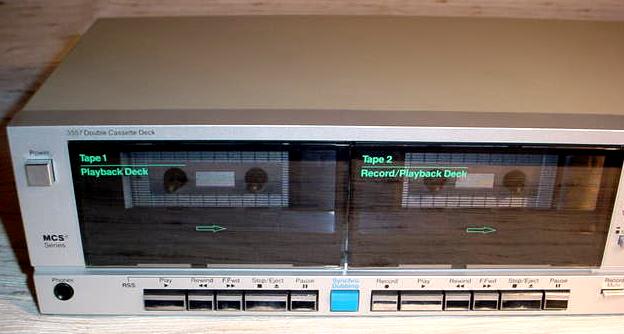 3557 Double Cassette Deck
Power
Tape 1
Playback Deck
Tape 2
Record/Playback Deck
MCS
Series
Phones
RSS
Play
Rewind
F.Fwd
Stop/Eject
Pause
Synchro
Dubbing
Record
Play
Rewind
F.Fwd
Stop/Eject
Pause
Record